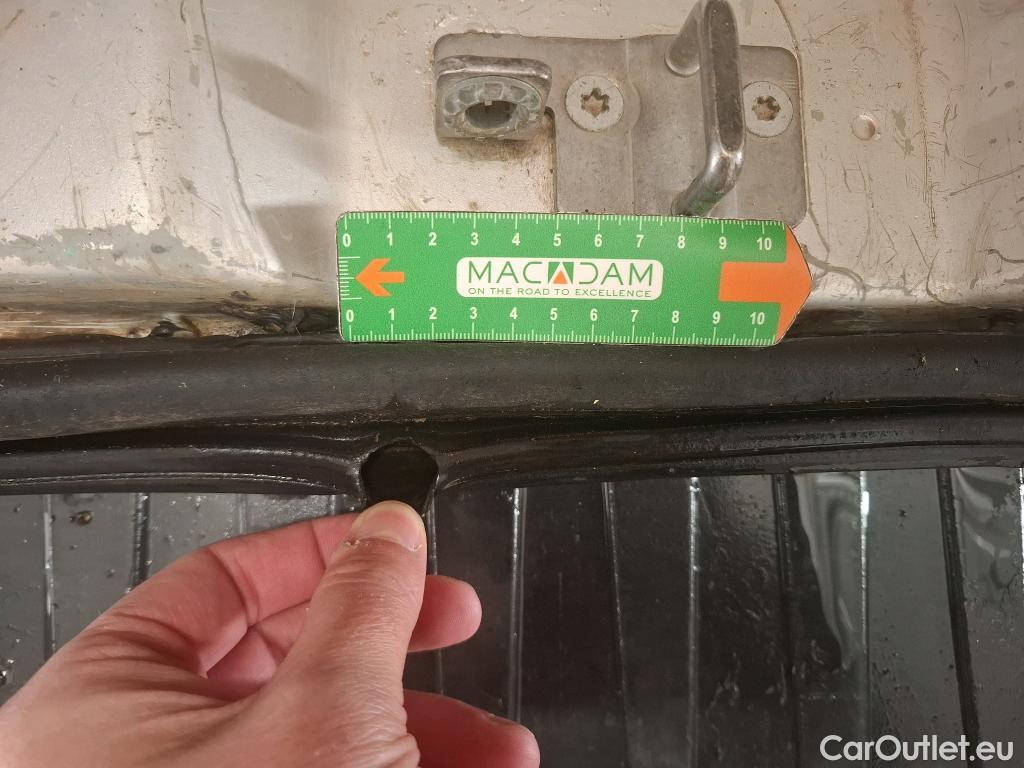 0 1 2 3 4 5 6 7 8 9 10
MACADAM
ON THE ROAD TO EXCELLENCE
0 1 2 3 4 5 6 7 8 9 10
CarOutlet.eu